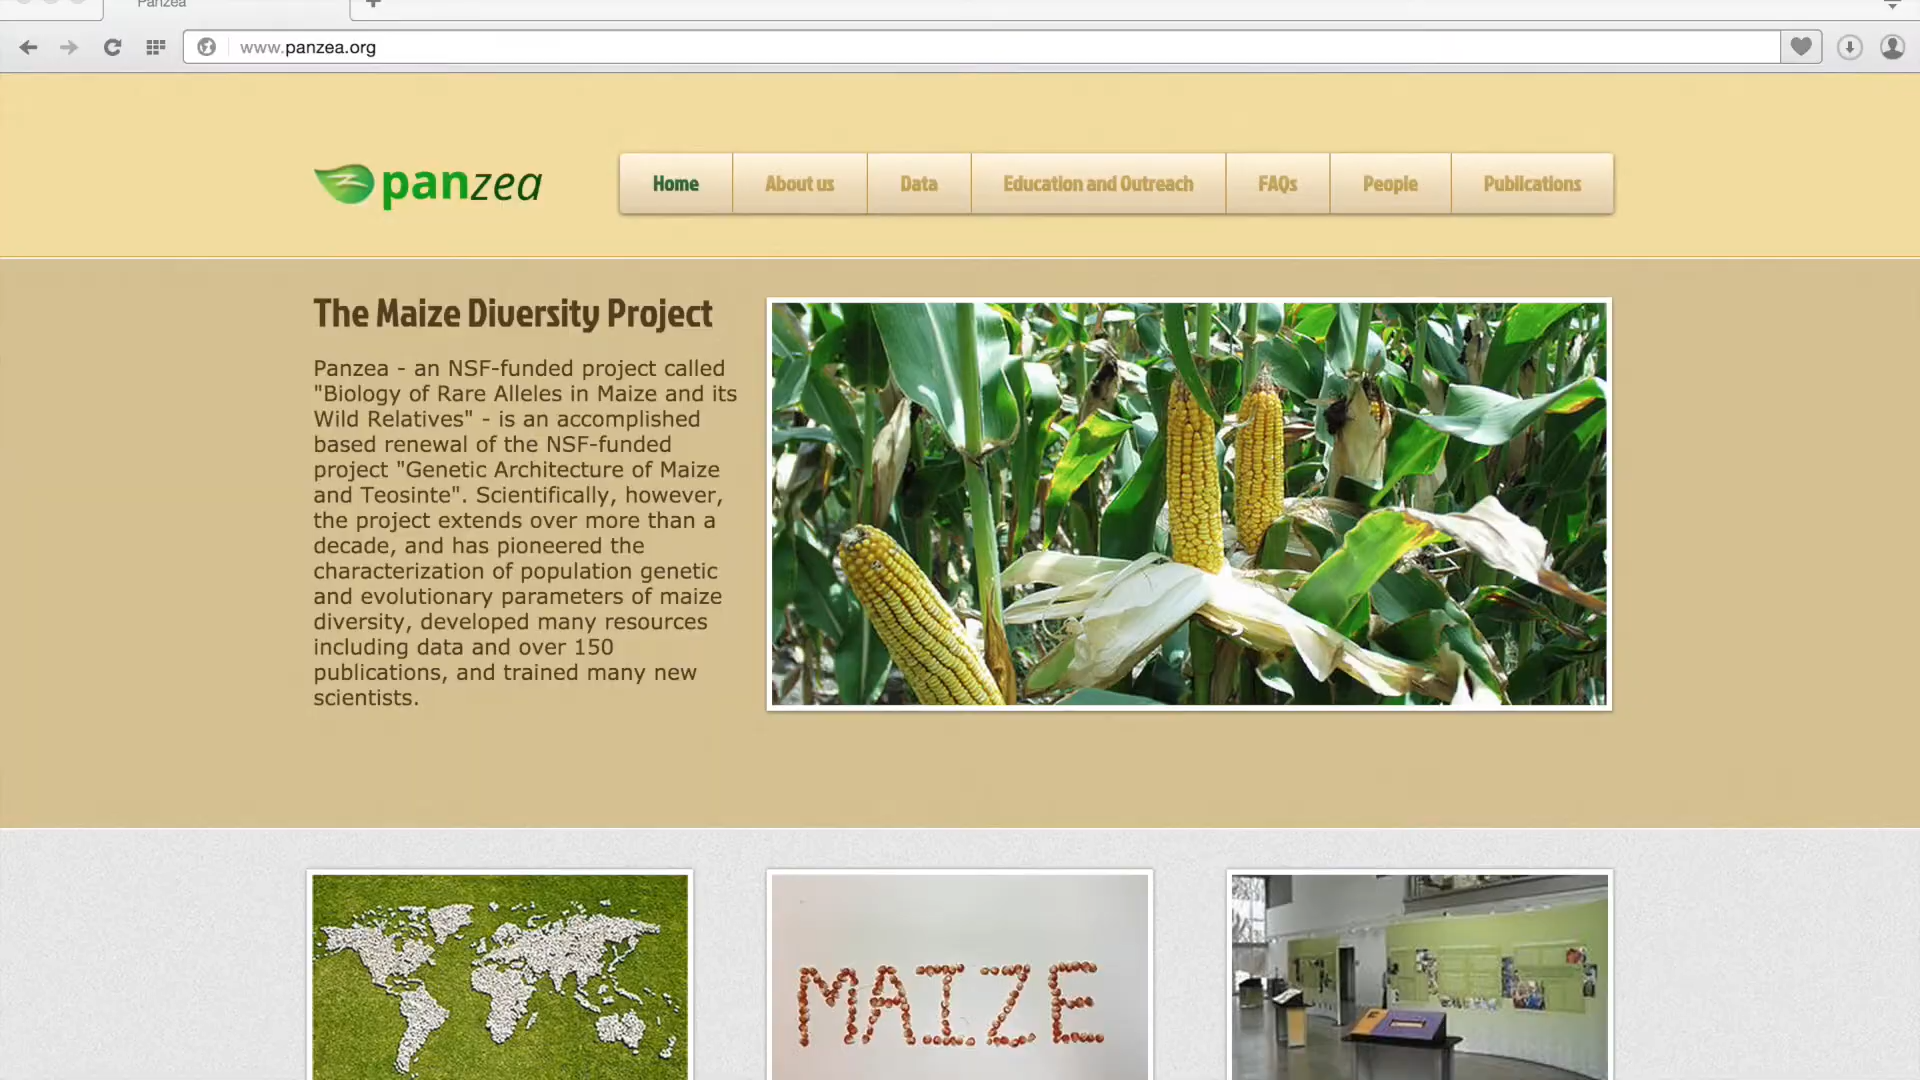 Panzea
www.panzea.org
panzea
Home
About us
Data
Education and Outreach
FAQs
People
Publications
The Maize Diversity Project
Panzea - an NSF-funded project called
"Biology of Rare Alleles in Maize and its
Wild Relatives" - is an accomplished
based renewal of the NSF-funded
project "Genetic Architecture of Maize
and Teosinte". Scientifically, however,
the project extends over more than a
decade, and has pioneered the
characterization of population genetic
and evolutionary parameters of maize
diversity, developed many resources
including data and over 150
publications, and trained many new
scientists.
MAIZE